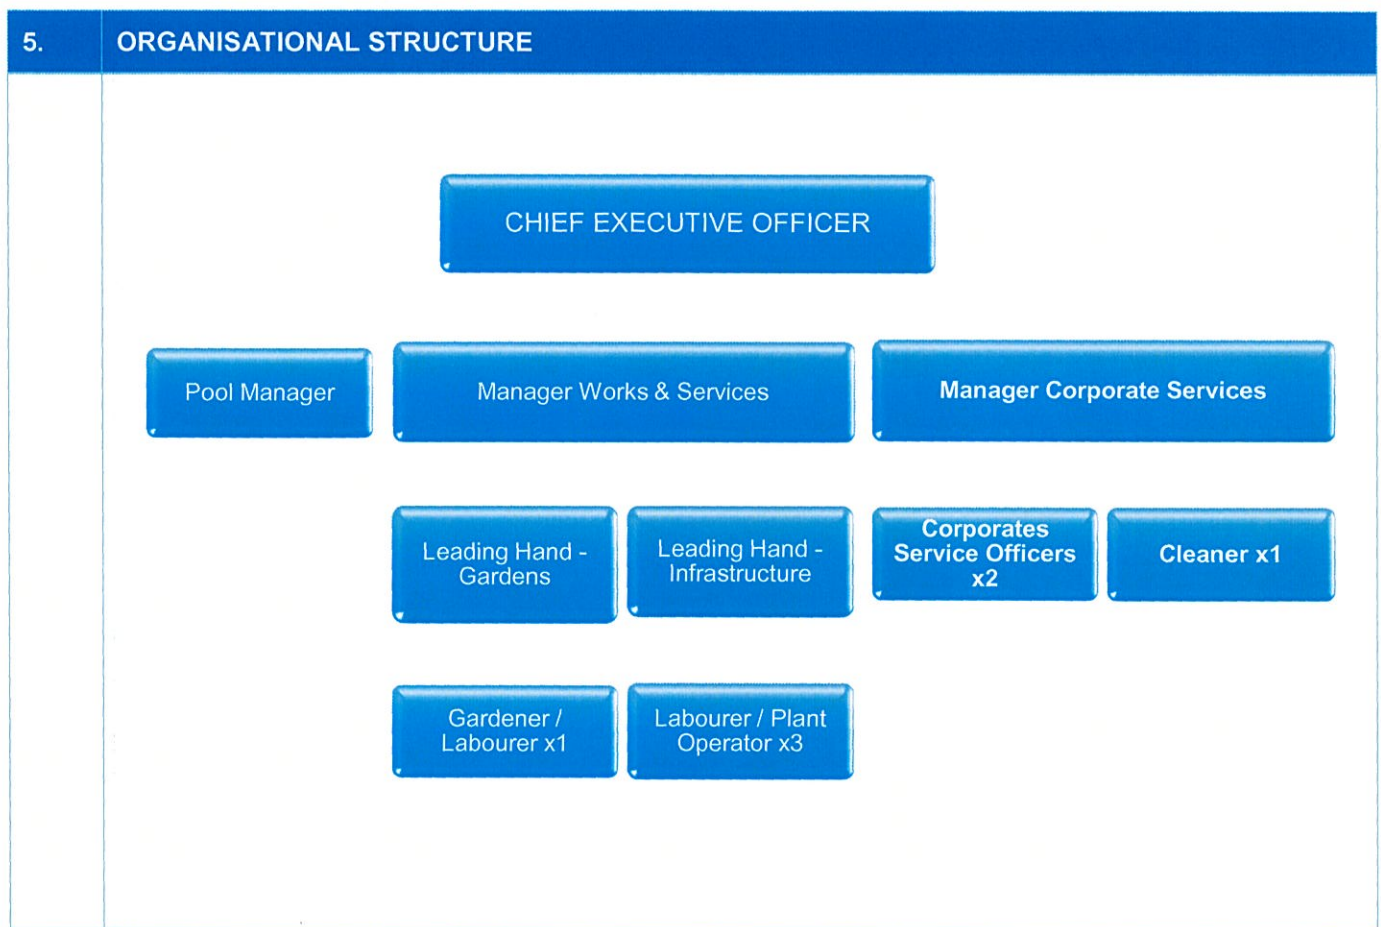 5. ORGANISATIONAL STRUCTURE
CHIEF EXECUTIVE OFFICER
Pool Manager
Manager Works & Services
Manager Corporate Services
Leading Hand -
Gardens
Leading Hand -
Infrastructure
Corporates
Service Officers
x2
Cleaner x1
Gardener /
Labourer x1
Labourer / Plant
Operator x3